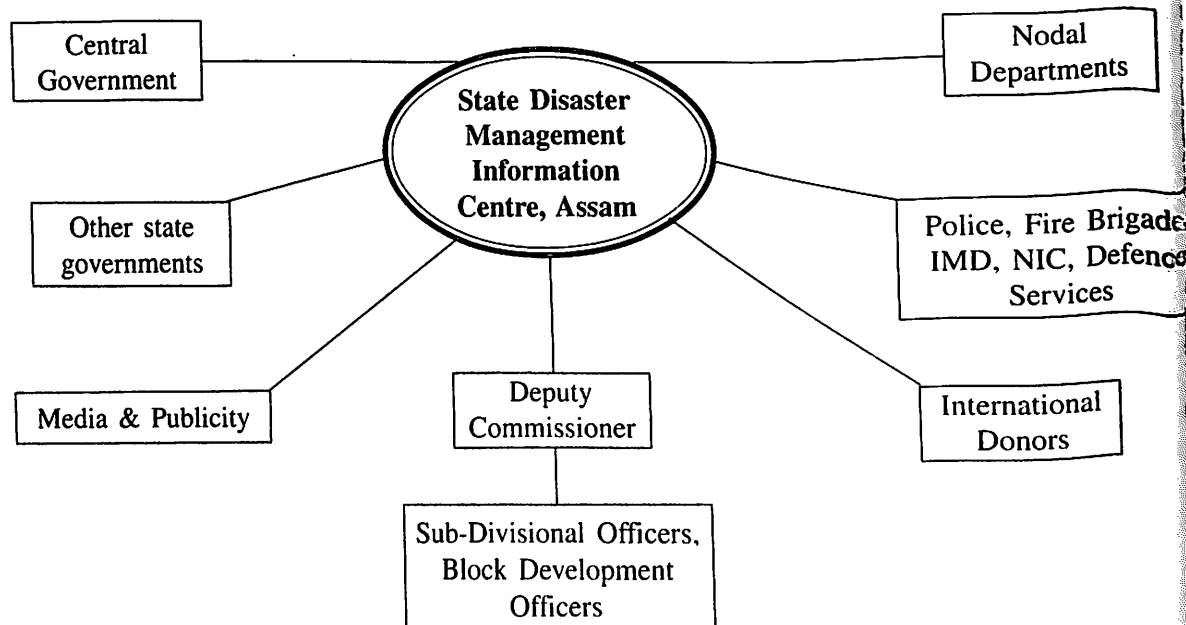 Central
Government
Nodal
Departments
State Disaster
Management
Information
Centre, Assam
Other state
governments
Police, Fire Brigade
IMD, NIC, Defence
Services
Media & Publicity
Deputy
Commissioner
International
Donors
Sub-Divisional Officers,
Block Development
Officers